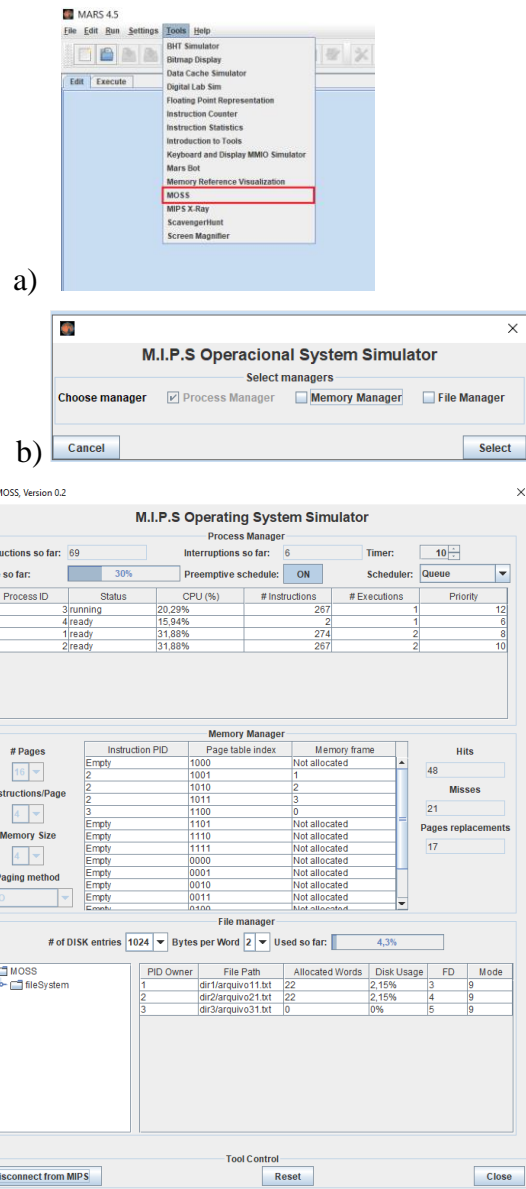 MARS 4.5
File Edit Run Settings Tools Help
BHT Simulator
Bitmap Display
Data Cache Simulator
Digital Lab Sim
Edit Execute
Floating Point Representation
Instruction Counter
Instruction Statistics
Introduction to Tools
Keyboard and Display MMIO Simulator
Mars Bot
Memory Reference Visualization
MOSS
MIPS X-Ray
ScavengerHunt
Screen Magnifier
a)
M.I.P.S Operacional System Simulator
Select managers
Choose manager Process Manager Memory Manager File Manager
b) Cancel Select
MOSS, Version 0.2
M.I.P.S Operating System Simulator
Process Manager
uctions so far: 69 Interruptions so far: 6 Timer: 10
so far: 30% Preemptive schedule: ON Scheduler: Queue
Process ID Status CPU (%) # Instructions # Executions Priority
3 running 20,29% 267 1 12
4 ready 15,94% 2 1 6
1 ready 31,88% 274 2 8
2 ready 31,88% 267 2 10
Memory Manager
# Pages Instruction PID Page table index Memory frame Hits
Empty 1000 Not allocated
16 2 1001 1 48
2 1010 2
structions/Page 2 1011 3 Misses
3 1100 0
4 Empty 1101 Not allocated 21
Empty 1110 Not allocated
Memory Size Empty 1111 Not allocated Pages replacements
4 Empty 0000 Not allocated 17
Empty 0001 Not allocated
Paging method Empty 0010 Not allocated
Empty 0011 Not allocated
Empty 0100 Not allocated
File manager
# of DISK entries 1024 Bytes per Word 2 Used so far: 4,3%
MOSS PID Owner File Path Allocated Words Disk Usage FD Mode
fileSystem 1 dir1/arquivo11.txt 22 2,15% 3 9
2 dir2/arquivo21.txt 22 2,15% 4 9
3 dir3/arquivo31.txt 0 0% 5 9
Tool Control
isconnect from MIPS Reset Close